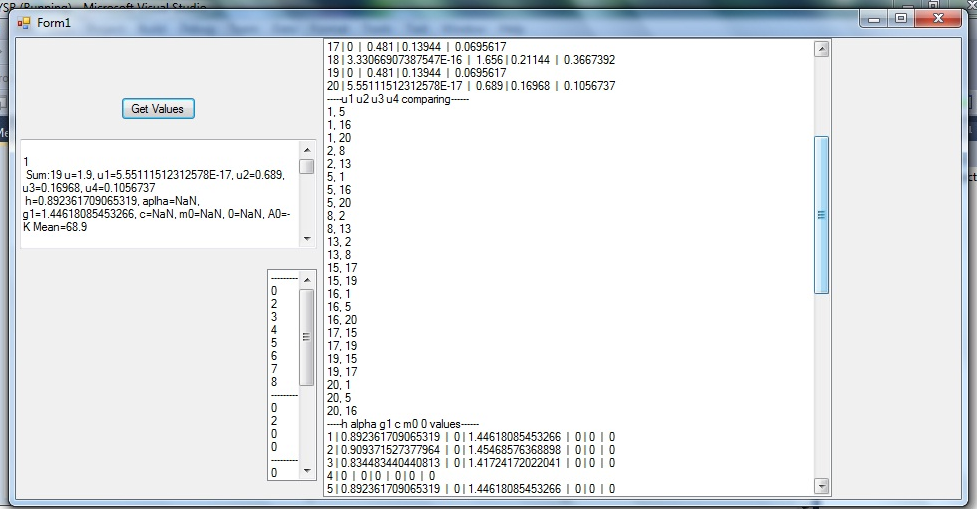 YSR (Running) - Microsoft Visual Studio
Form1
Get Values
1
Sum:19 u=1.9, u1=5.55111512312578E-17, u2=0.689,
u3=0.16968, u4=0.1056737
h=0.892361709065319, aplha=NaN,
g1=1.44618085453266, c=NaN, m0=NaN, 0=NaN, A0=-
K Mean=68.9
---------
0
2
3
4
5
6
7
8
---------
0
2
0
0
---------
0
17 | 0 | 0.481 | 0.13944 | 0.0695617
18 | 3.33066907387547E-16 | 1.656 | 0.21144 | 0.3667392
19 | 0 | 0.481 | 0.13944 | 0.0695617
20 | 5.55111512312578E-17 | 0.689 | 0.16968 | 0.1056737
-----u1 u2 u3 u4 comparing------
1, 5
1, 16
1, 20
2, 8
2, 13
5, 1
5, 16
5, 20
8, 2
8, 13
13, 2
13, 8
15, 17
15, 19
16, 1
16, 5
16, 20
17, 15
17, 19
19, 15
19, 17
20, 1
20, 5
20, 16
-----h alpha g1 c m0 0 values------
1 | 0.892361709065319 | 0 | 1.44618085453266 | 0 | 0 | 0
2 | 0.909371527377964 | 0 | 1.45468576368898 | 0 | 0 | 0
3 | 0.834483440440813 | 0 | 1.41724172022041 | 0 | 0 | 0
4 | 0 | 0 | 0 | 0 | 0 | 0
5 | 0.892361709065319 | 0 | 1.44618085453266 | 0 | 0 | 0